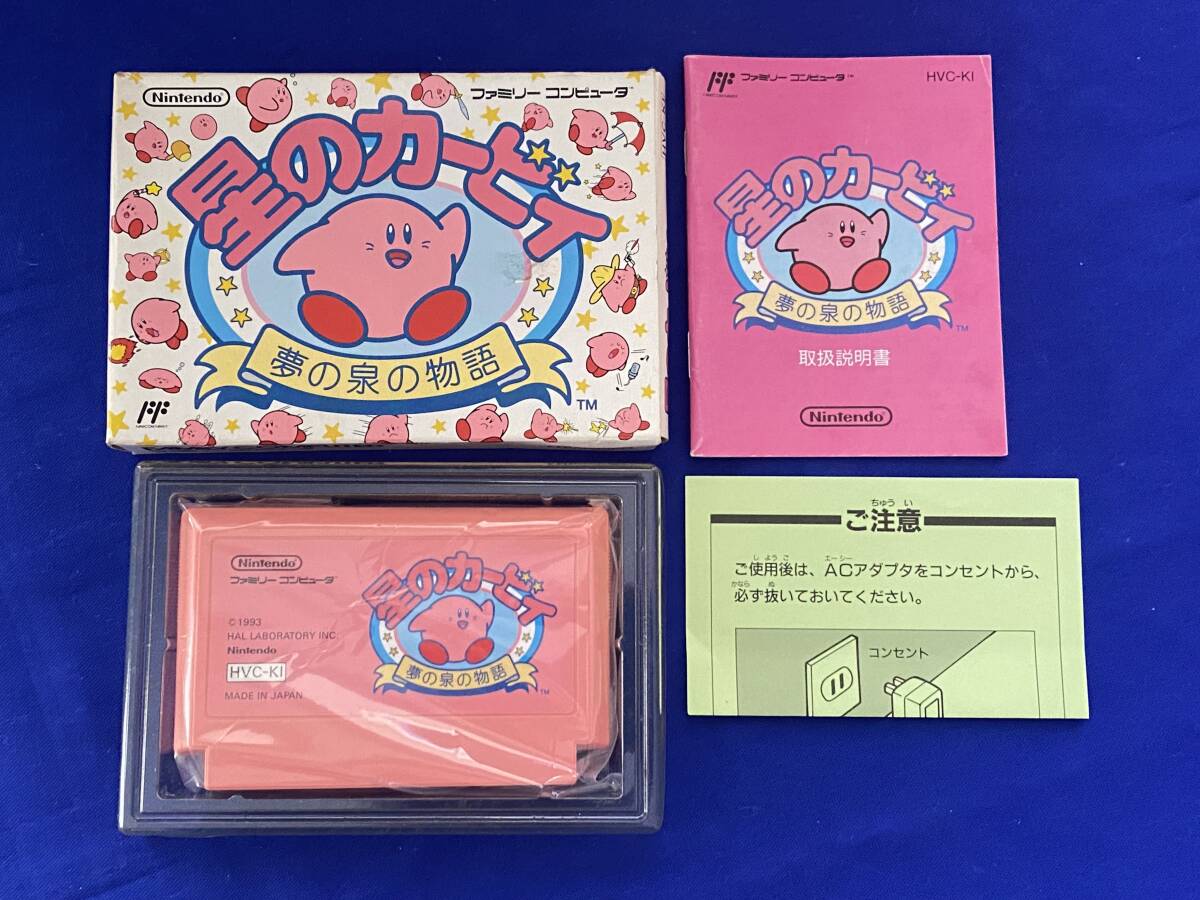 Nintendo
ファミリー コンピュータ™
星のカービィ
夢の泉の物語
™
ファミリー コンピュータ™
HVC-KI
星のカービィ
夢の泉の物語
™
取扱説明書
Nintendo
Nintendo
ファミリー コンピュータ™
©1993
HAL LABORATORY INC.
Nintendo
HVC-KI
MADE IN JAPAN
星のカービィ
夢の泉の物語
™
ちゅう い
ご注意
し よう ご エーシー
ご使用後は、ACアダプタをコンセントから、
かなら ぬ
必ず抜いておいてください。
コンセント